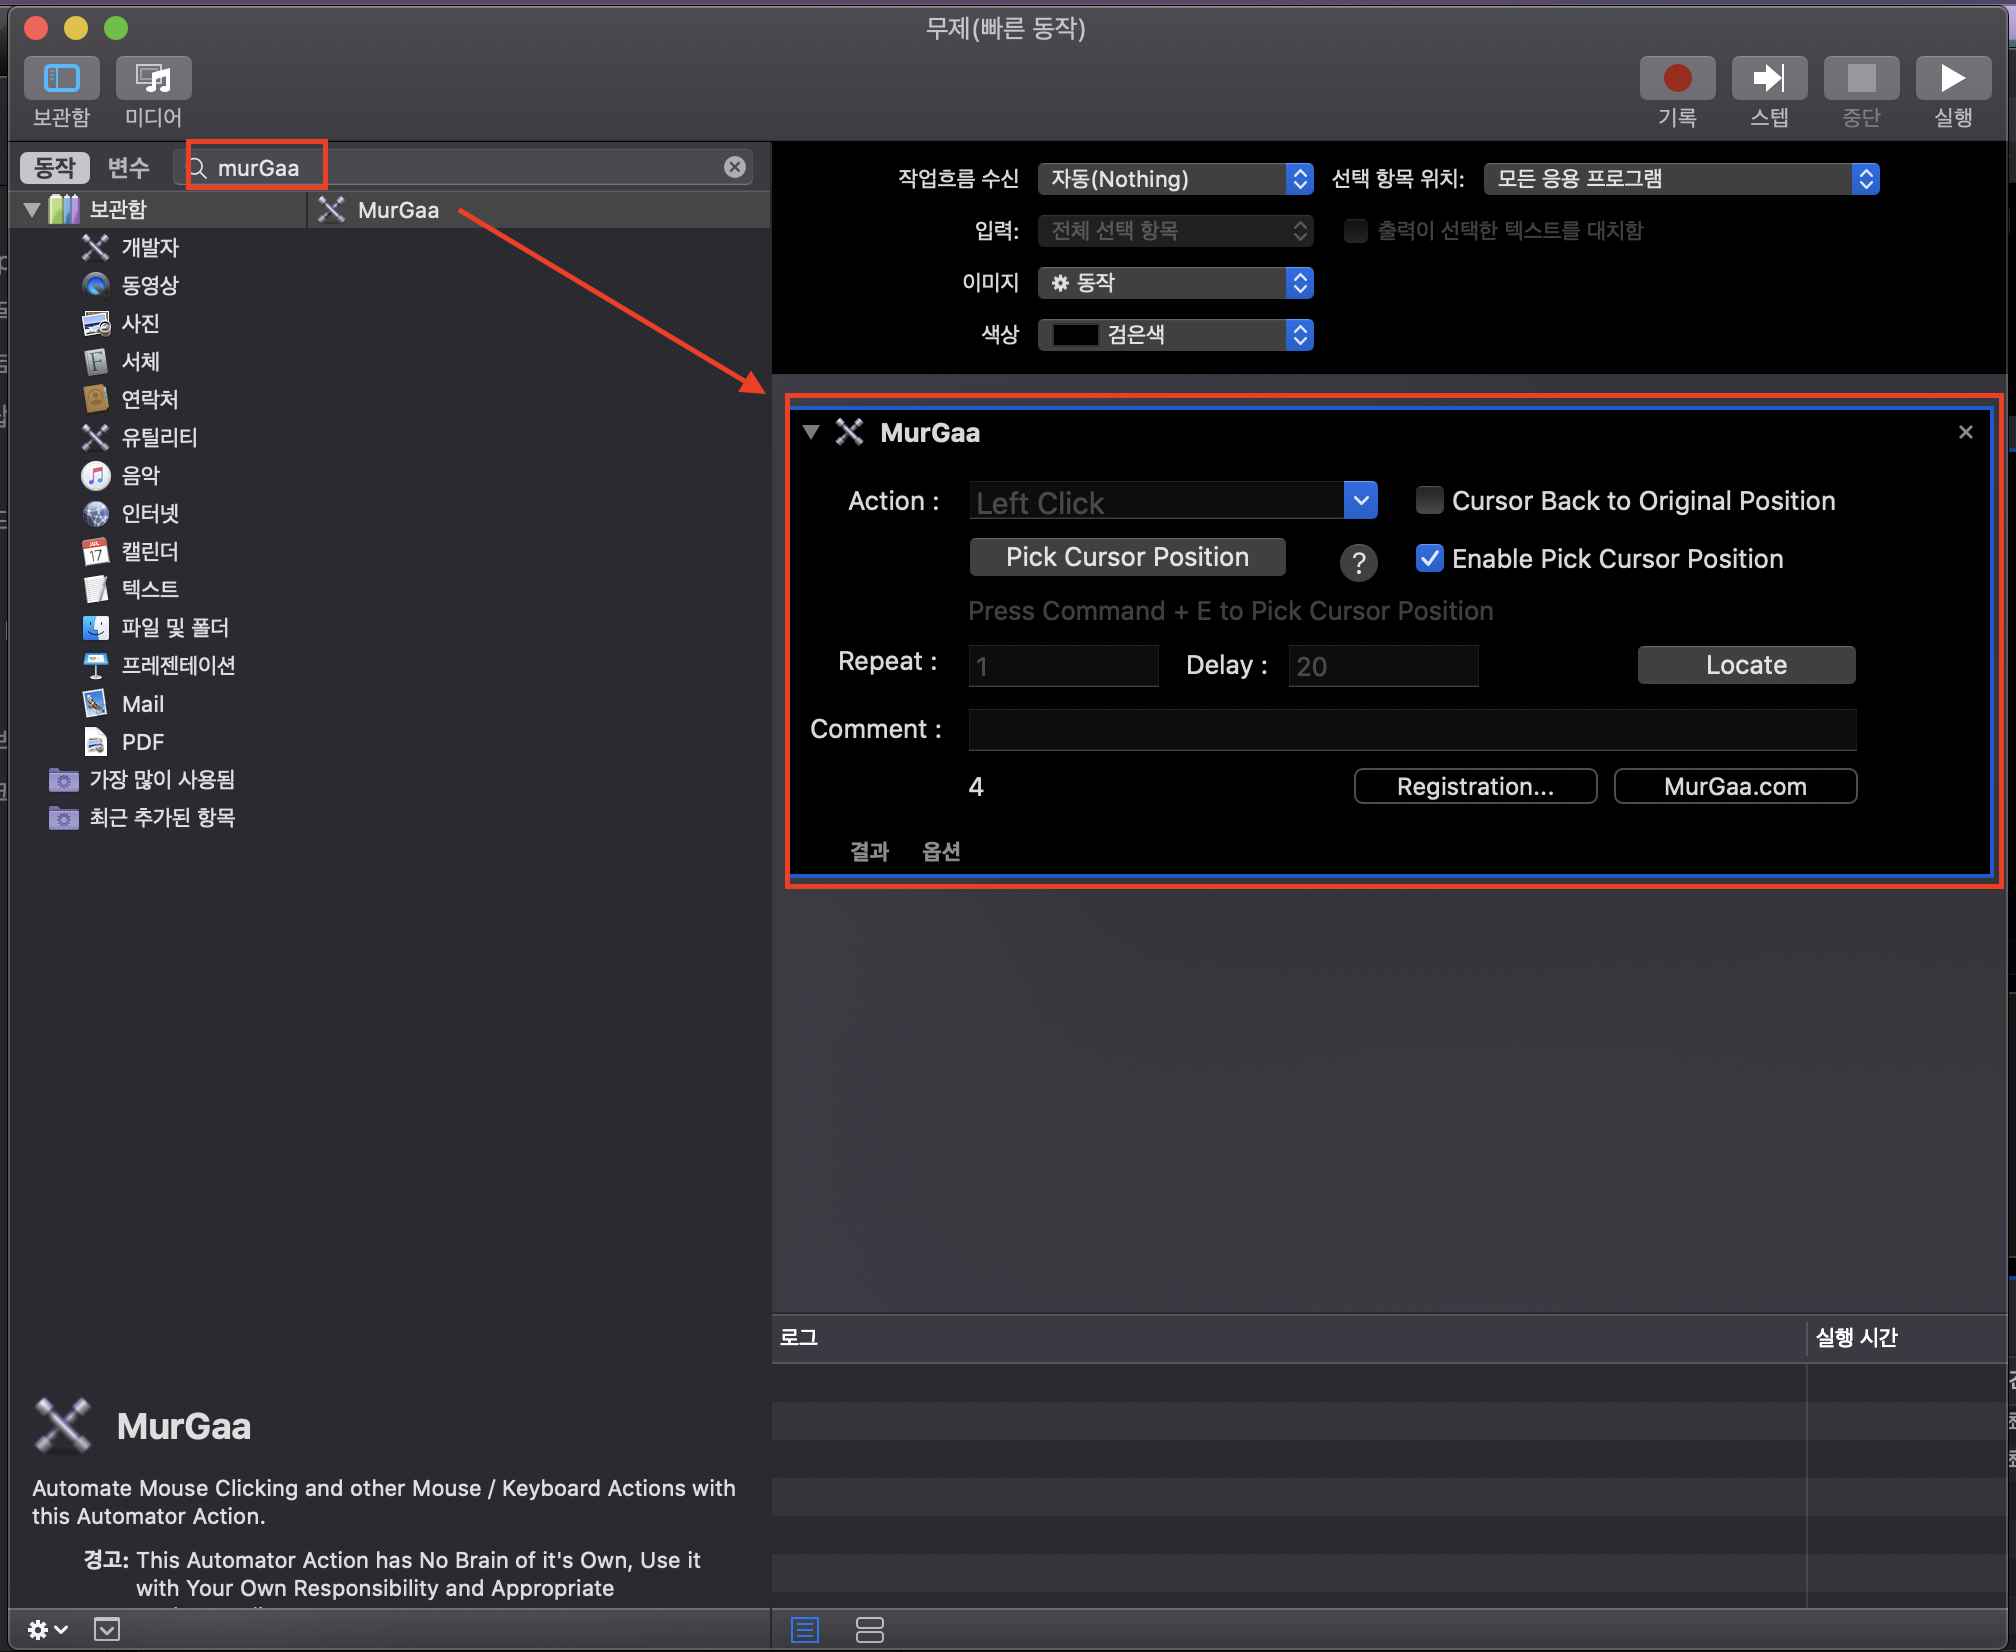 무제(빠른 동작)
보관함
미디어
기록
스텝
중단
실행
동작
변수
murGaa
보관함
MurGaa
개발자
동영상
사진
서체
연락처
유틸리티
음악
인터넷
캘린더
텍스트
파일 및 폴더
프레젠테이션
Mail
PDF
가장 많이 사용됨
최근 추가된 항목
작업흐름 수신 자동(Nothing) 선택 항목 위치: 모든 응용 프로그램
입력: 전체 선택 항목 출력이 선택한 텍스트를 대치함
이미지 동작
색상 검은색
MurGaa
Action : Left Click Cursor Back to Original Position
Pick Cursor Position ? Enable Pick Cursor Position
Press Command + E to Pick Cursor Position
Repeat : 1 Delay : 20 Locate
Comment :
4 Registration... MurGaa.com
결과 옵션
로그 실행 시간
MurGaa
Automate Mouse Clicking and other Mouse / Keyboard Actions with
this Automator Action.
경고: This Automator Action has No Brain of it's Own, Use it
with Your Own Responsibility and Appropriate